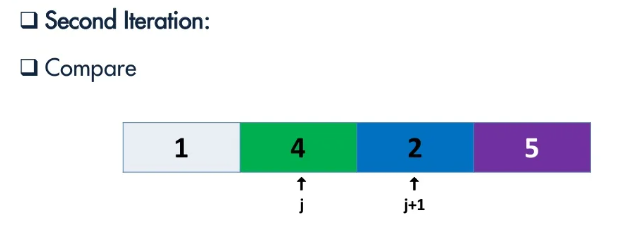 ❑ Second Iteration:
❑ Compare
1 4 2 5
↑ ↑
j j+1